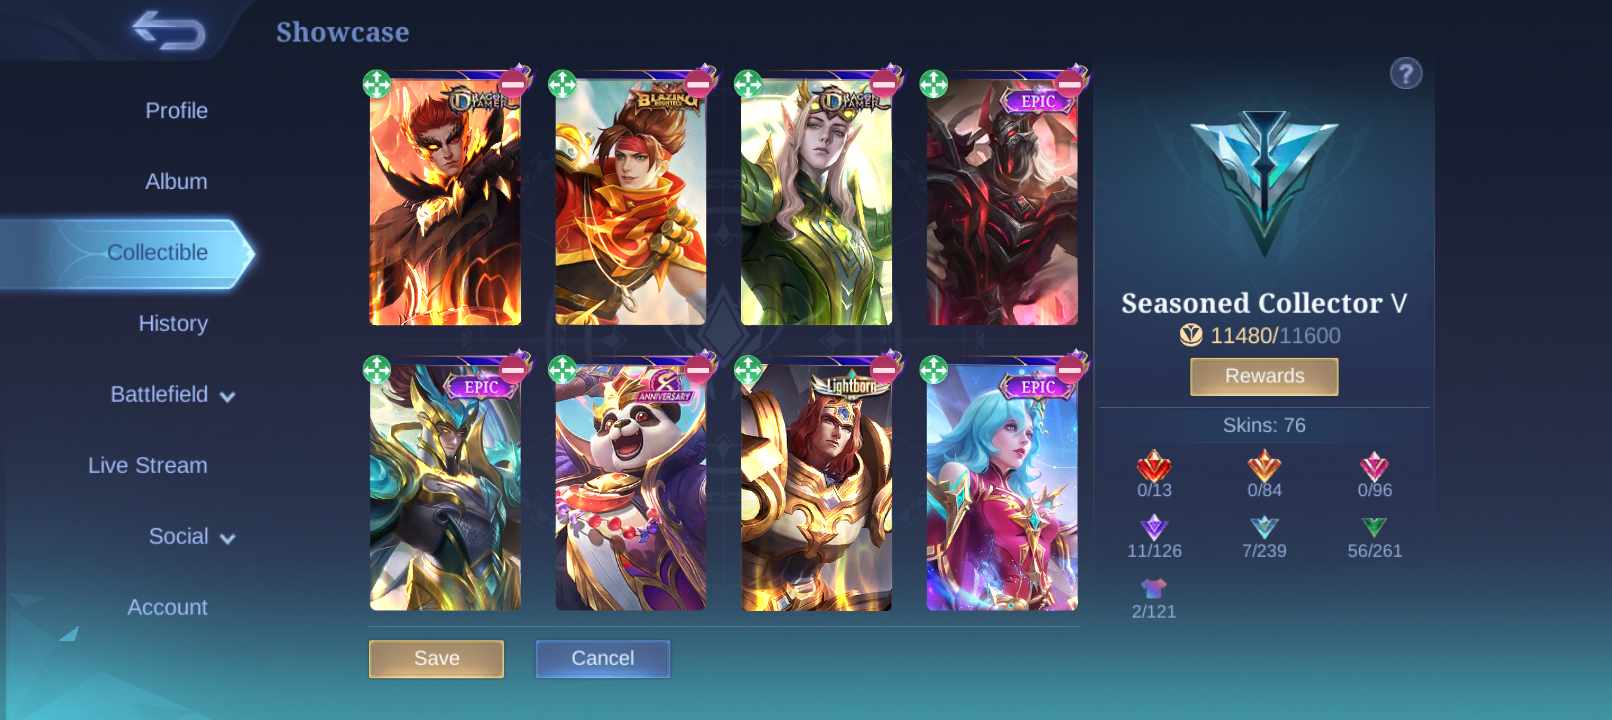 Showcase
Profile
Album
Collectible
History
Battlefield
Live Stream
Social
Account
DRAGON TAMER
BLAZING
DRAGON TAMER
EPIC
EPIC
ANNIVERSARY
Lightborn
EPIC
Save
Cancel
?
Seasoned Collector V
11480/11600
Rewards
Skins: 76
0/13
0/84
0/96
11/126
7/239
56/261
2/121